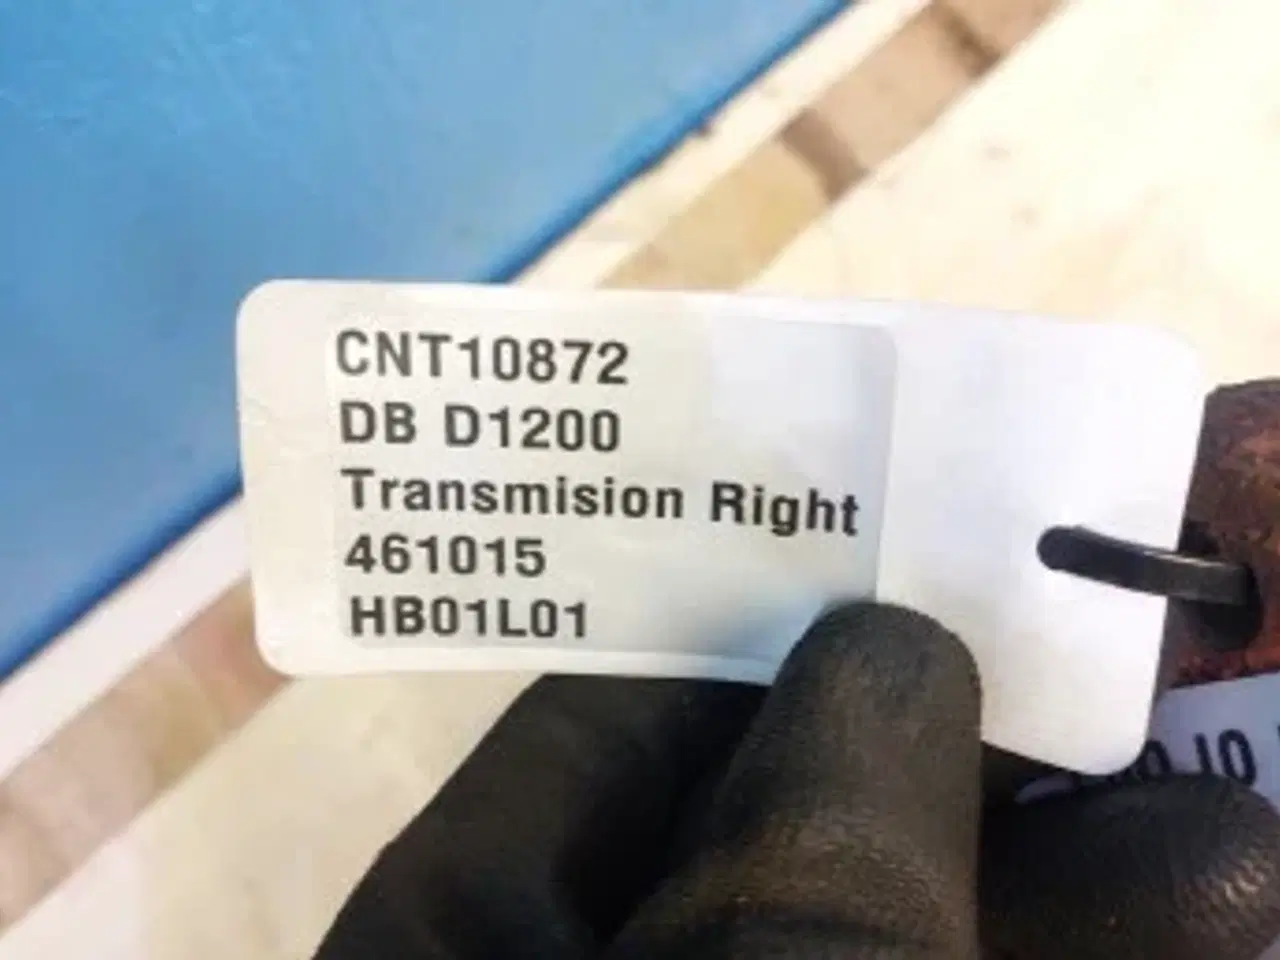 CNT10872
DB D1200
Transmision Right
461015
HB01L01